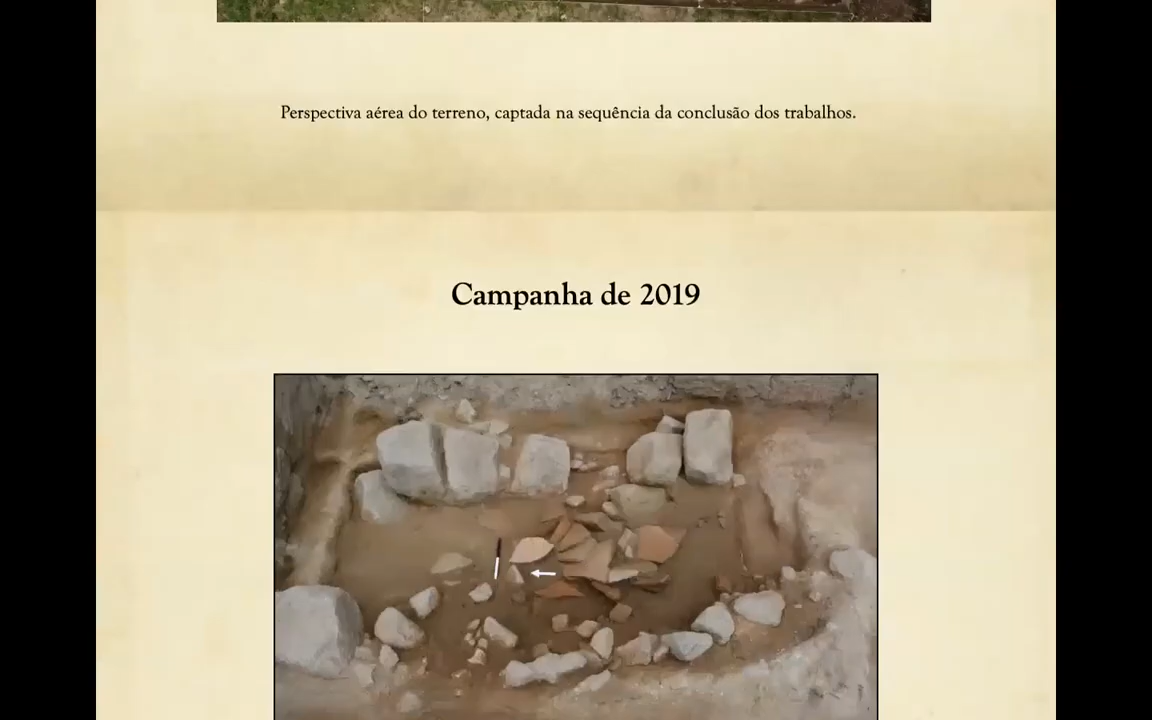 Perspectiva aérea do terreno, captada na sequência da conclusão dos trabalhos.
Campanha de 2019